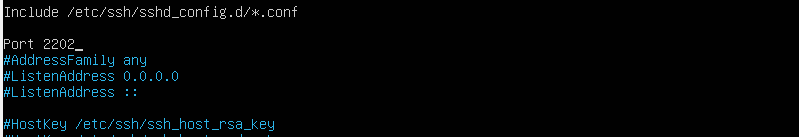 Include /etc/ssh/sshd_config.d/*.conf
Port 2202_
#AddressFamily any
#ListenAddress 0.0.0.0
#ListenAddress ::
#HostKey /etc/ssh/ssh_host_rsa_key